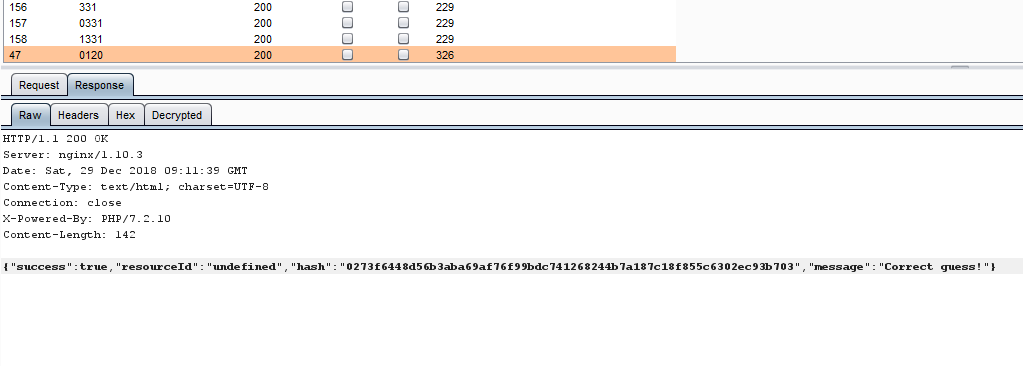 156 331 200 229
157 0331 200 229
158 1331 200 229
47 0120 200 326
Request Response
Raw Headers Hex Decrypted
HTTP/1.1 200 OK
Server: nginx/1.10.3
Date: Sat, 29 Dec 2018 09:11:39 GMT
Content-Type: text/html; charset=UTF-8
Connection: close
X-Powered-By: PHP/7.2.10
Content-Length: 142
{"success":true,"resourceId":"undefined","hash":"0273f6448d56b3aba69af76f99bdc741268244b7a187c18f855c6302ec93b703","message":"Correct guess!"}